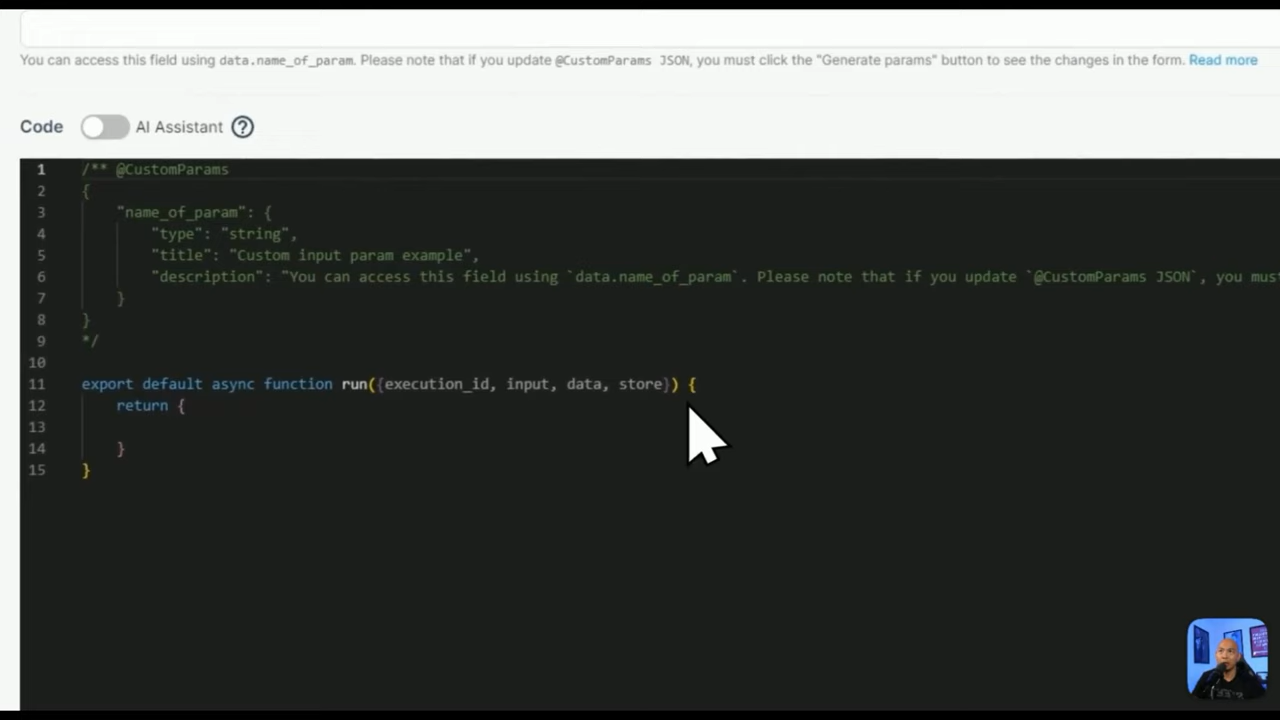 You can access this field using data.name_of_param. Please note that if you update @CustomParams JSON, you must click the "Generate params" button to see the changes in the form. Read more
Code AI Assistant ?
1 /** @CustomParams
2 {
3 "name_of_param": {
4 "type": "string",
5 "title": "Custom input param example",
6 "description": "You can access this field using `data.name_of_param`. Please note that if you update `@CustomParams JSON`, you must
7 }
8 }
9 */
10
11 export default async function run({execution_id, input, data, store}) {
12 return {
13
14 }
15 }